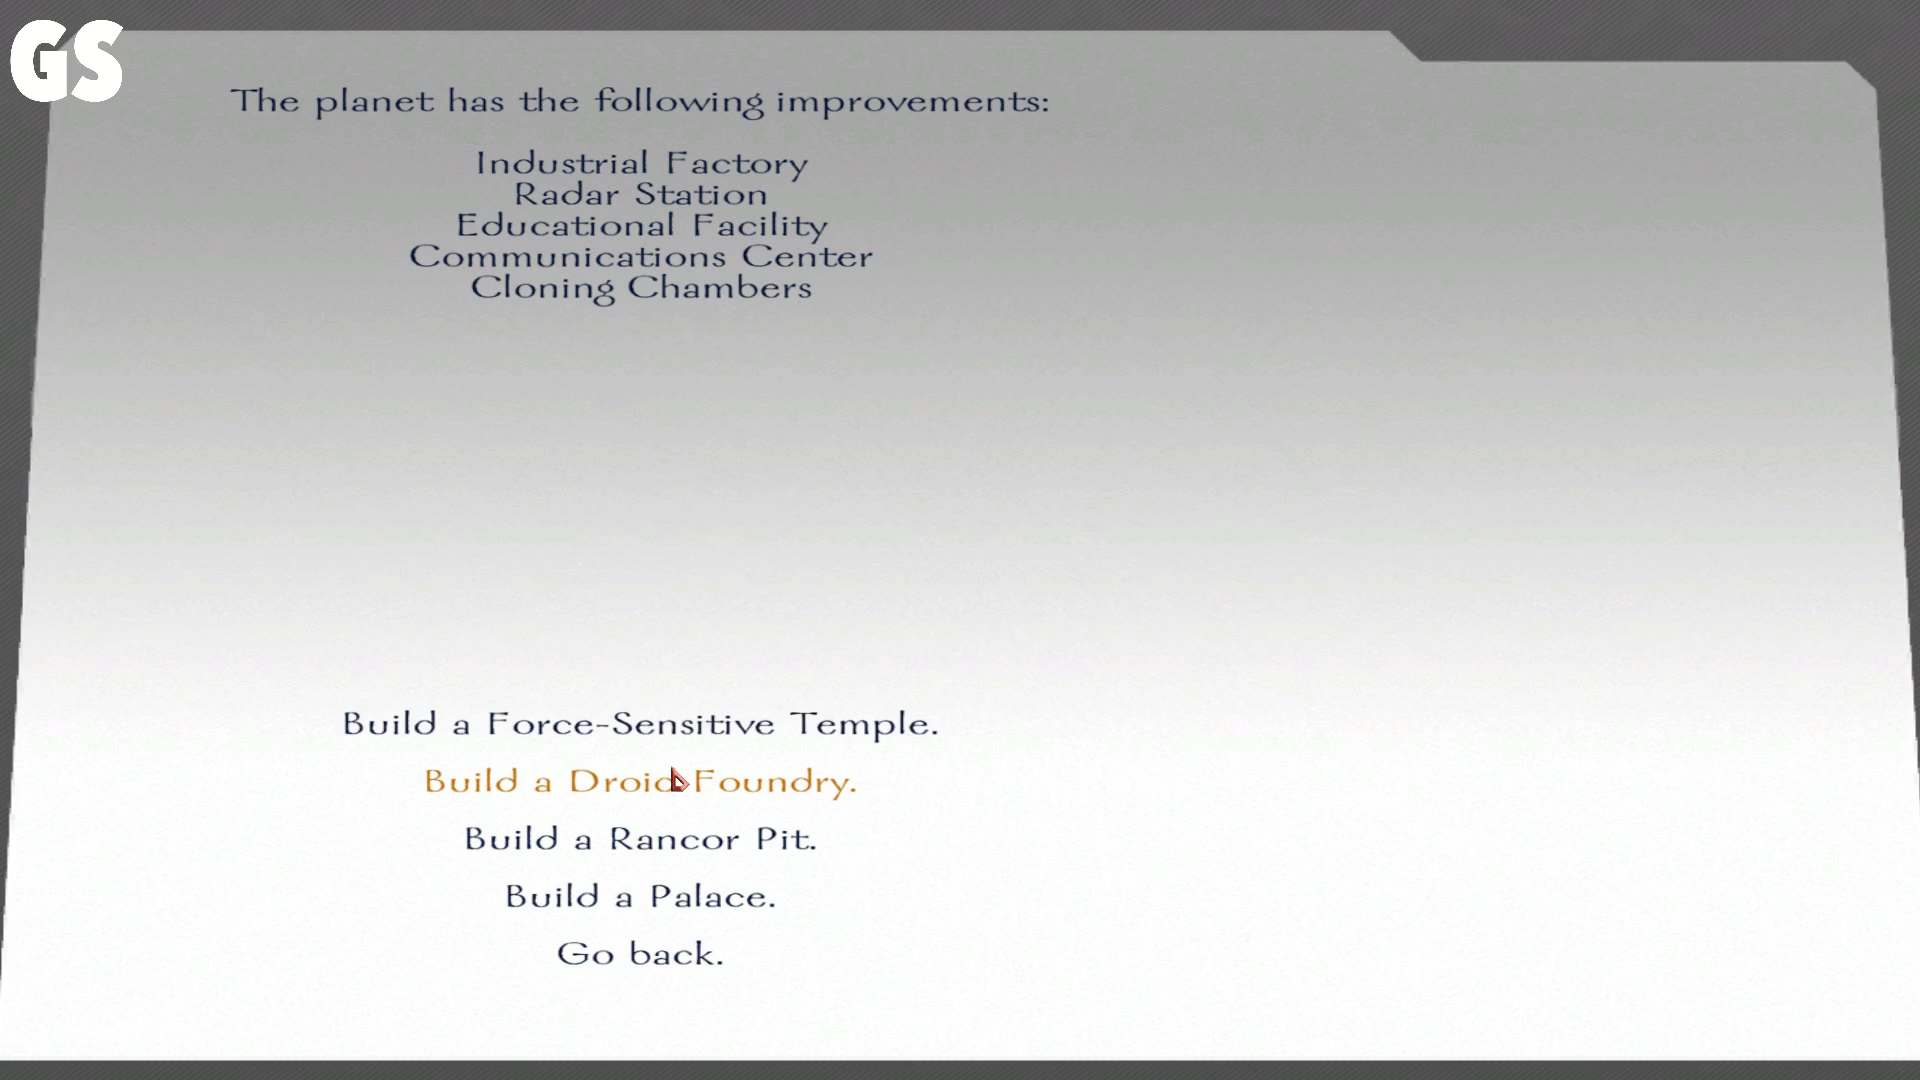 GS
The planet has the following improvements:
Industrial Factory
Radar Station
Educational Facility
Communications Center
Cloning Chambers
Build a Force-Sensitive Temple.
Build a Droid Foundry.
Build a Rancor Pit.
Build a Palace.
Go back.